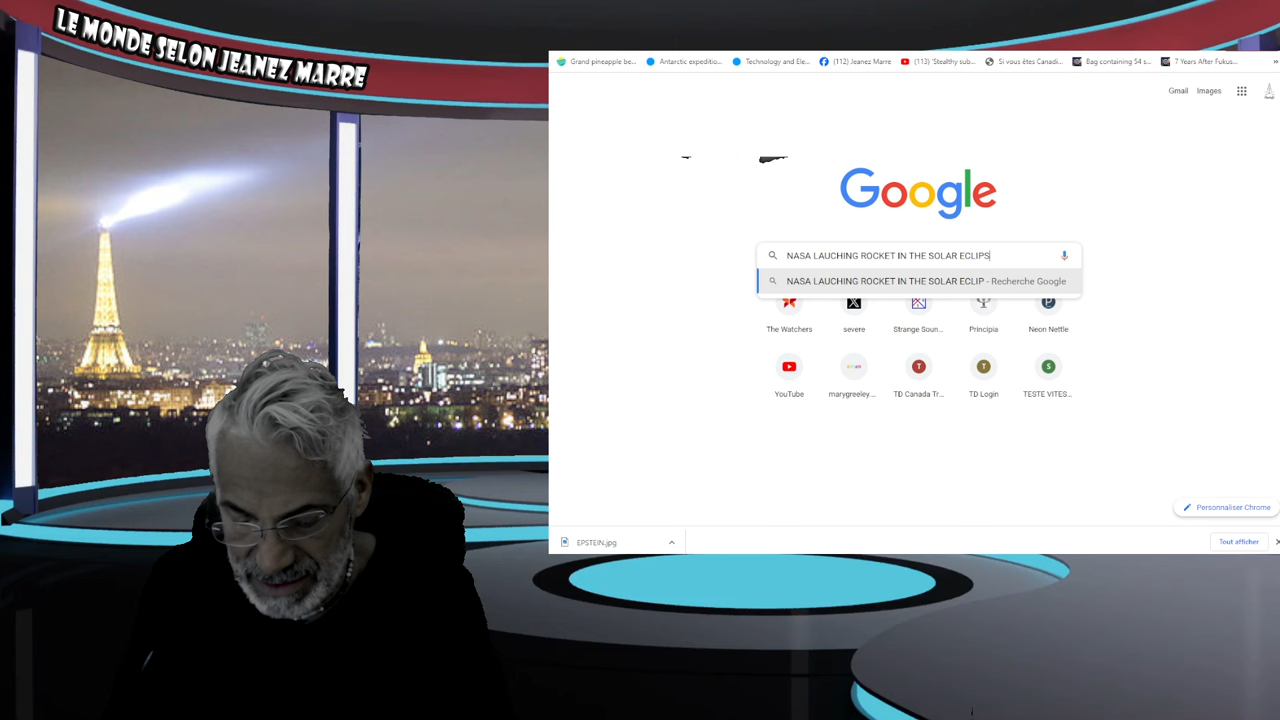 LE MONDE SELON JEANEZ MARRE
Grand pineapple be... Antarctic expeditio... Technology and Ele... (112) Jeanez Marre (113) 'Stealthy sub... Si vous êtes Canadi... Bag containing 54 s... 7 Years After Fukus... »
Gmail Images
Google
NASA LAUCHING ROCKET IN THE SOLAR ECLIPS
NASA LAUCHING ROCKET IN THE SOLAR ECLIP - Recherche Google
The Watchers severe Strange Soun... Principia Neon Nettle
YouTube marygreeley.... TD Canada Tr... TD Login TESTE VITES...
Personnaliser Chrome
EPSTEIN.jpg Tout afficher